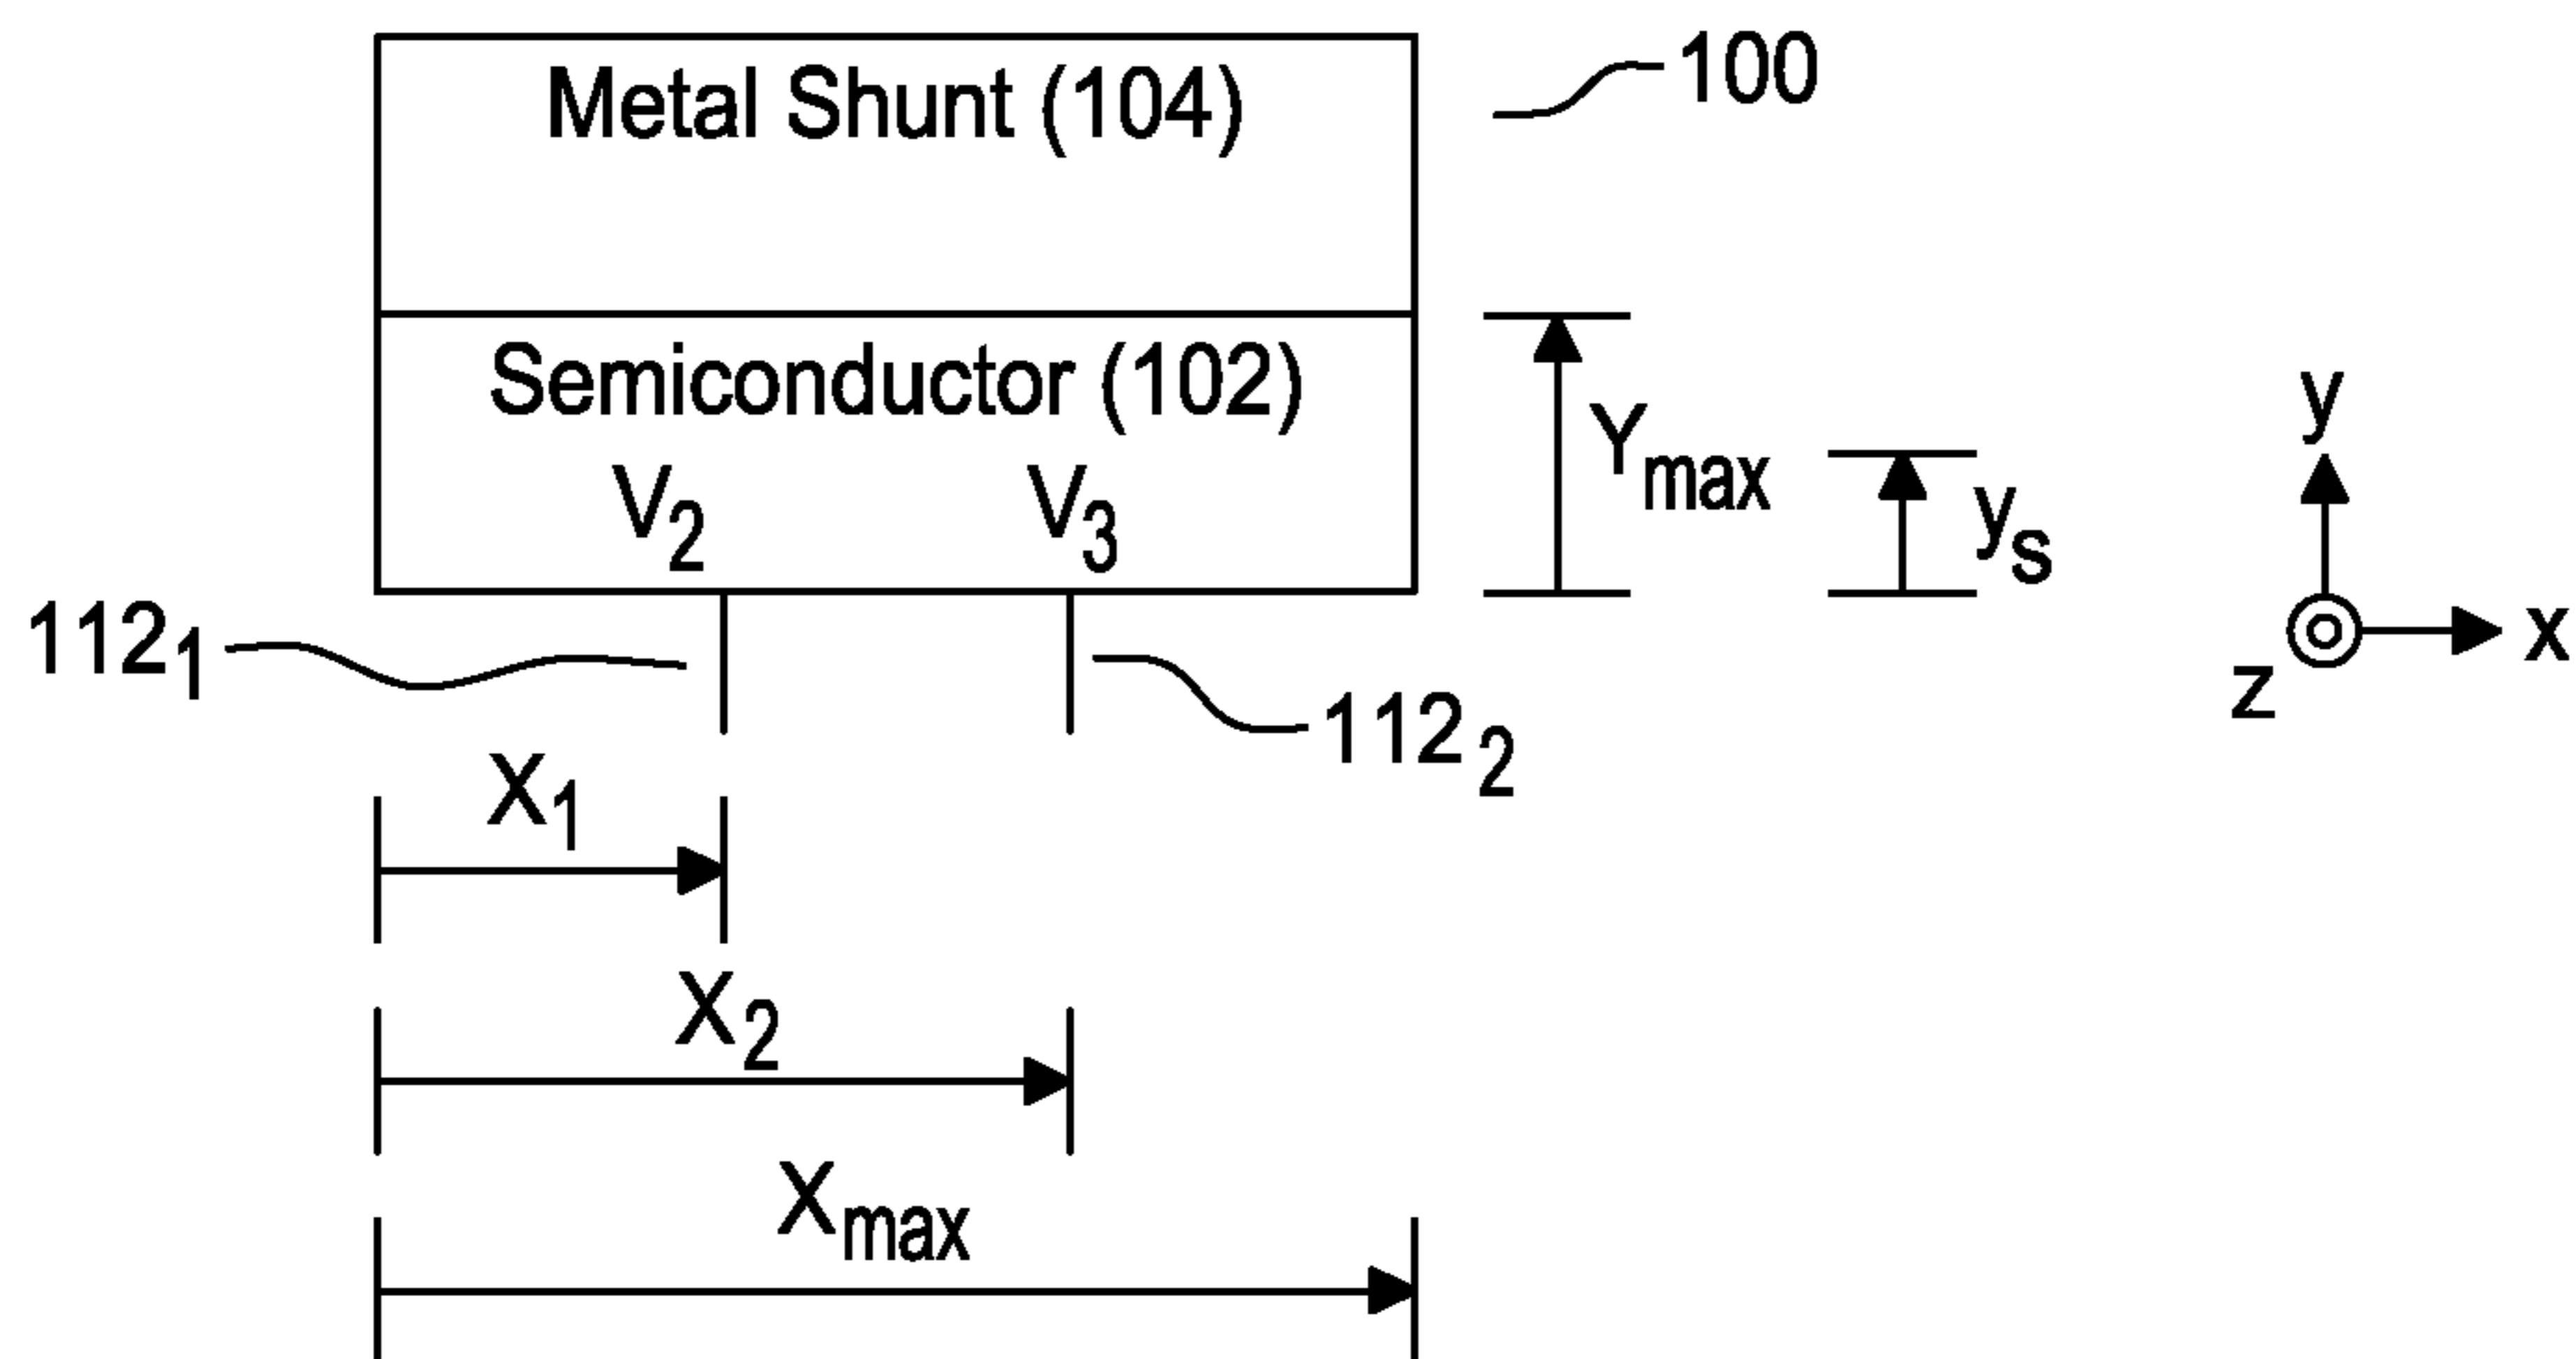 Metal Shunt (104)
100
Semiconductor (102)
V2 V3
Ymax
ys
y
x
z
1121
1122
X1
X2
Xmax